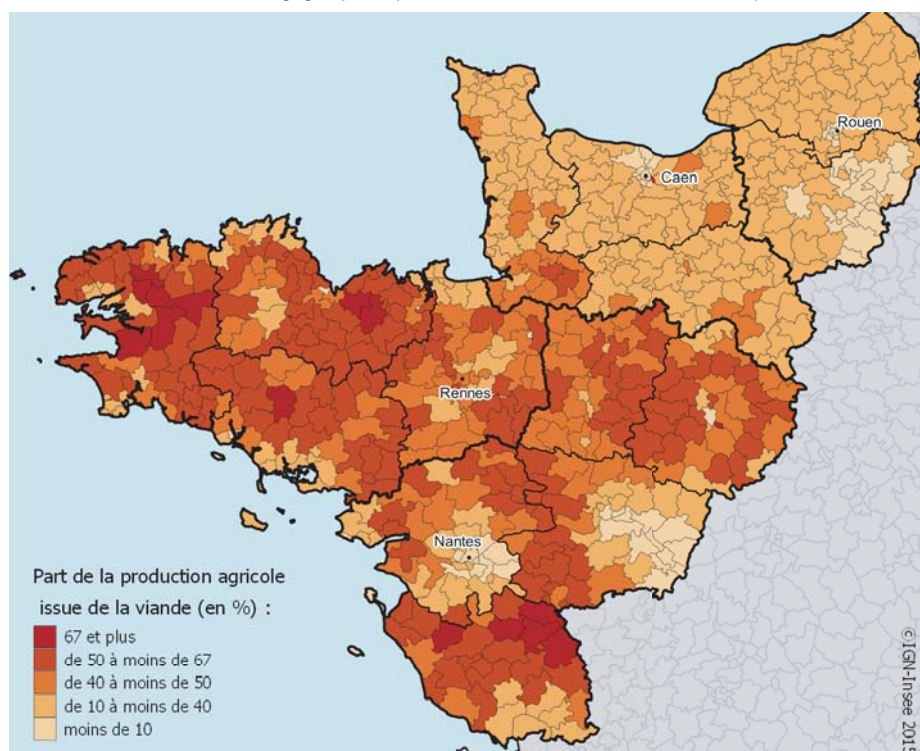 Rouen
Caen
Rennes
Nantes
Part de la production agricole
issue de la viande (en %) :
67 et plus
de 50 à moins de 67
de 40 à moins de 50
de 10 à moins de 40
moins de 10
©IGN-Insee